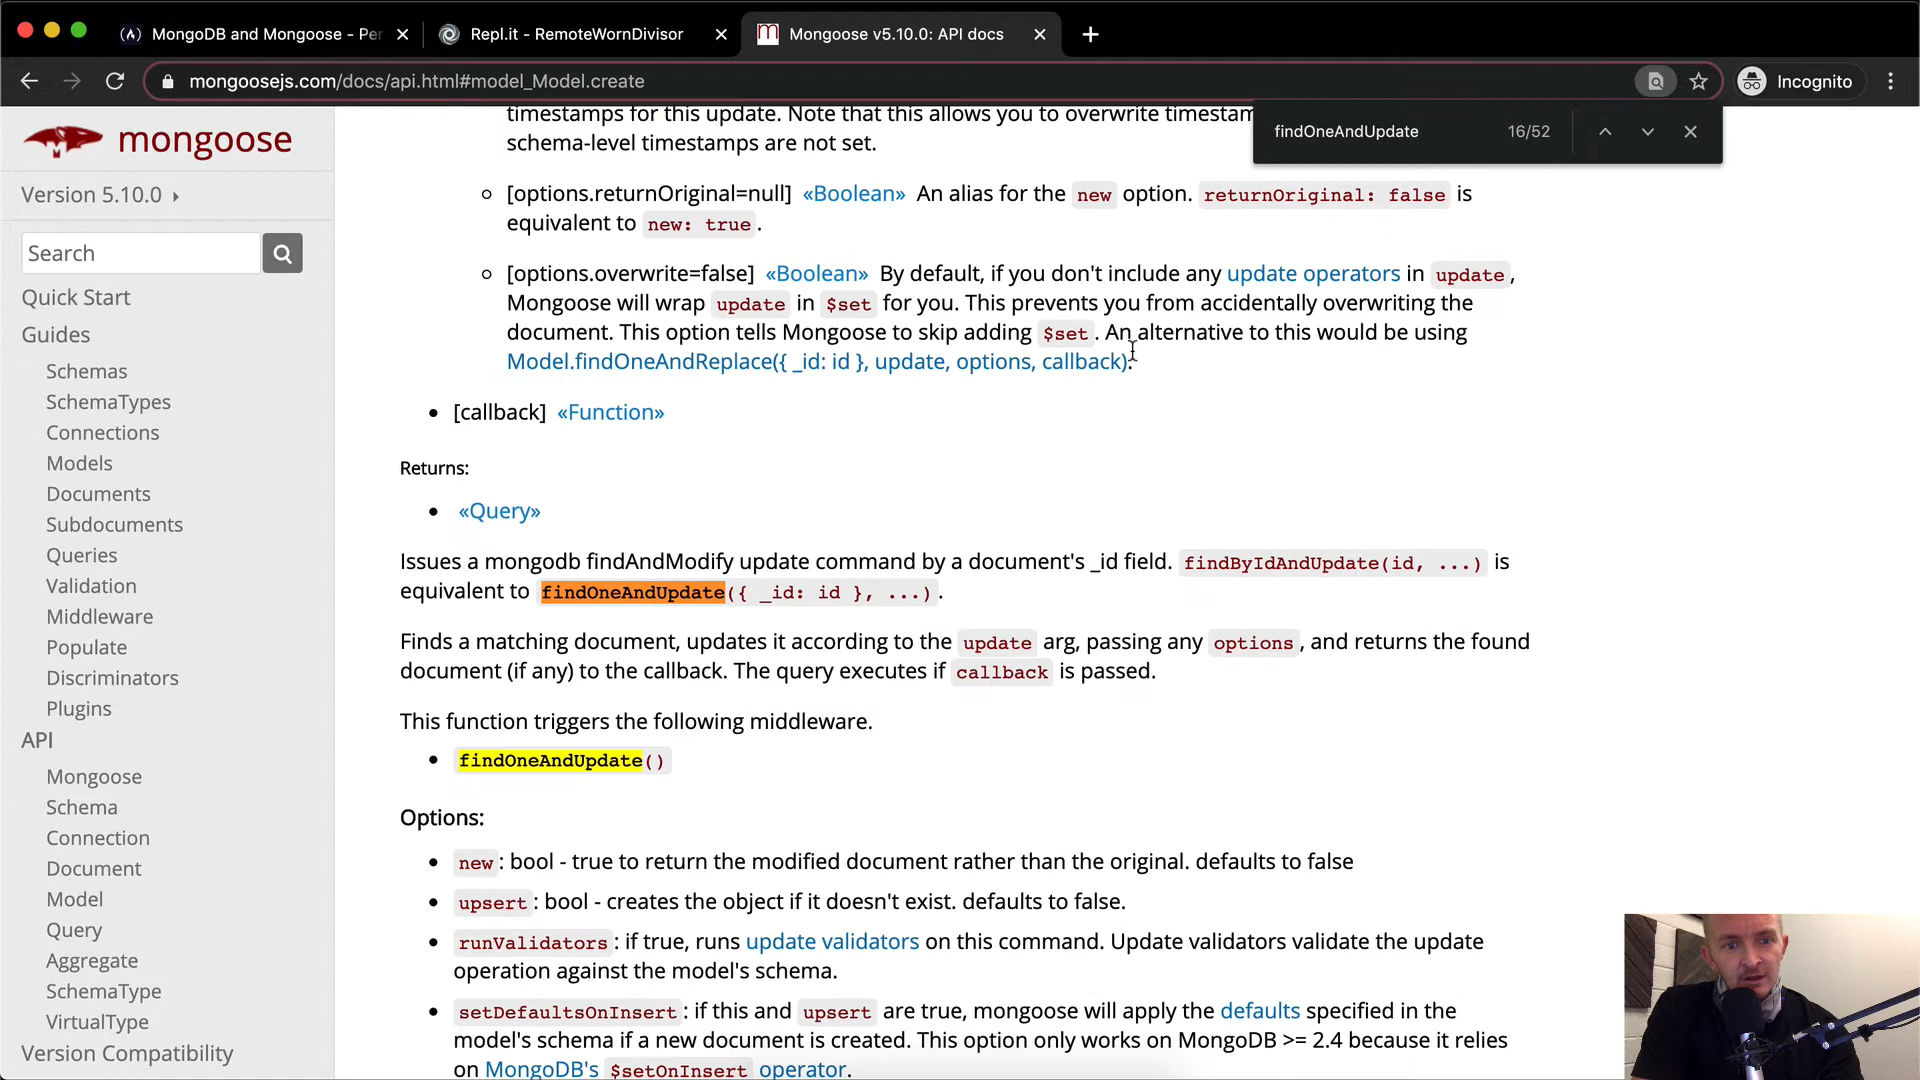 MongoDB and Mongoose - Per
Repl.it - RemoteWornDivisor
Mongoose v5.10.0: API docs
mongoosejs.com/docs/api.html#model_Model.create
Incognito
findOneAndUpdate 16/52
mongoose
Version 5.10.0
Search
Quick Start
Guides
Schemas
SchemaTypes
Connections
Models
Documents
Subdocuments
Queries
Validation
Middleware
Populate
Discriminators
Plugins
API
Mongoose
Schema
Connection
Document
Model
Query
Aggregate
SchemaType
VirtualType
Version Compatibility
timestamps for this update. Note that this allows you to overwrite timestam
schema-level timestamps are not set.
[options.returnOriginal=null] «Boolean» An alias for the new option. returnOriginal: false is
equivalent to new: true.
[options.overwrite=false] «Boolean» By default, if you don't include any update operators in update,
Mongoose will wrap update in $set for you. This prevents you from accidentally overwriting the
document. This option tells Mongoose to skip adding $set. An alternative to this would be using
Model.findOneAndReplace({ _id: id }, update, options, callback).
[callback] «Function»
Returns:
«Query»
Issues a mongodb findAndModify update command by a document's _id field. findByIdAndUpdate(id, ...) is
equivalent to findOneAndUpdate({ _id: id }, ...).
Finds a matching document, updates it according to the update arg, passing any options, and returns the found
document (if any) to the callback. The query executes if callback is passed.
This function triggers the following middleware.
findOneAndUpdate()
Options:
new: bool - true to return the modified document rather than the original. defaults to false
upsert: bool - creates the object if it doesn't exist. defaults to false.
runValidators: if true, runs update validators on this command. Update validators validate the update
operation against the model's schema.
setDefaultsOnInsert: if this and upsert are true, mongoose will apply the defaults specified in the
model's schema if a new document is created. This option only works on MongoDB >= 2.4 because it relies
on MongoDB's $setOnInsert operator.